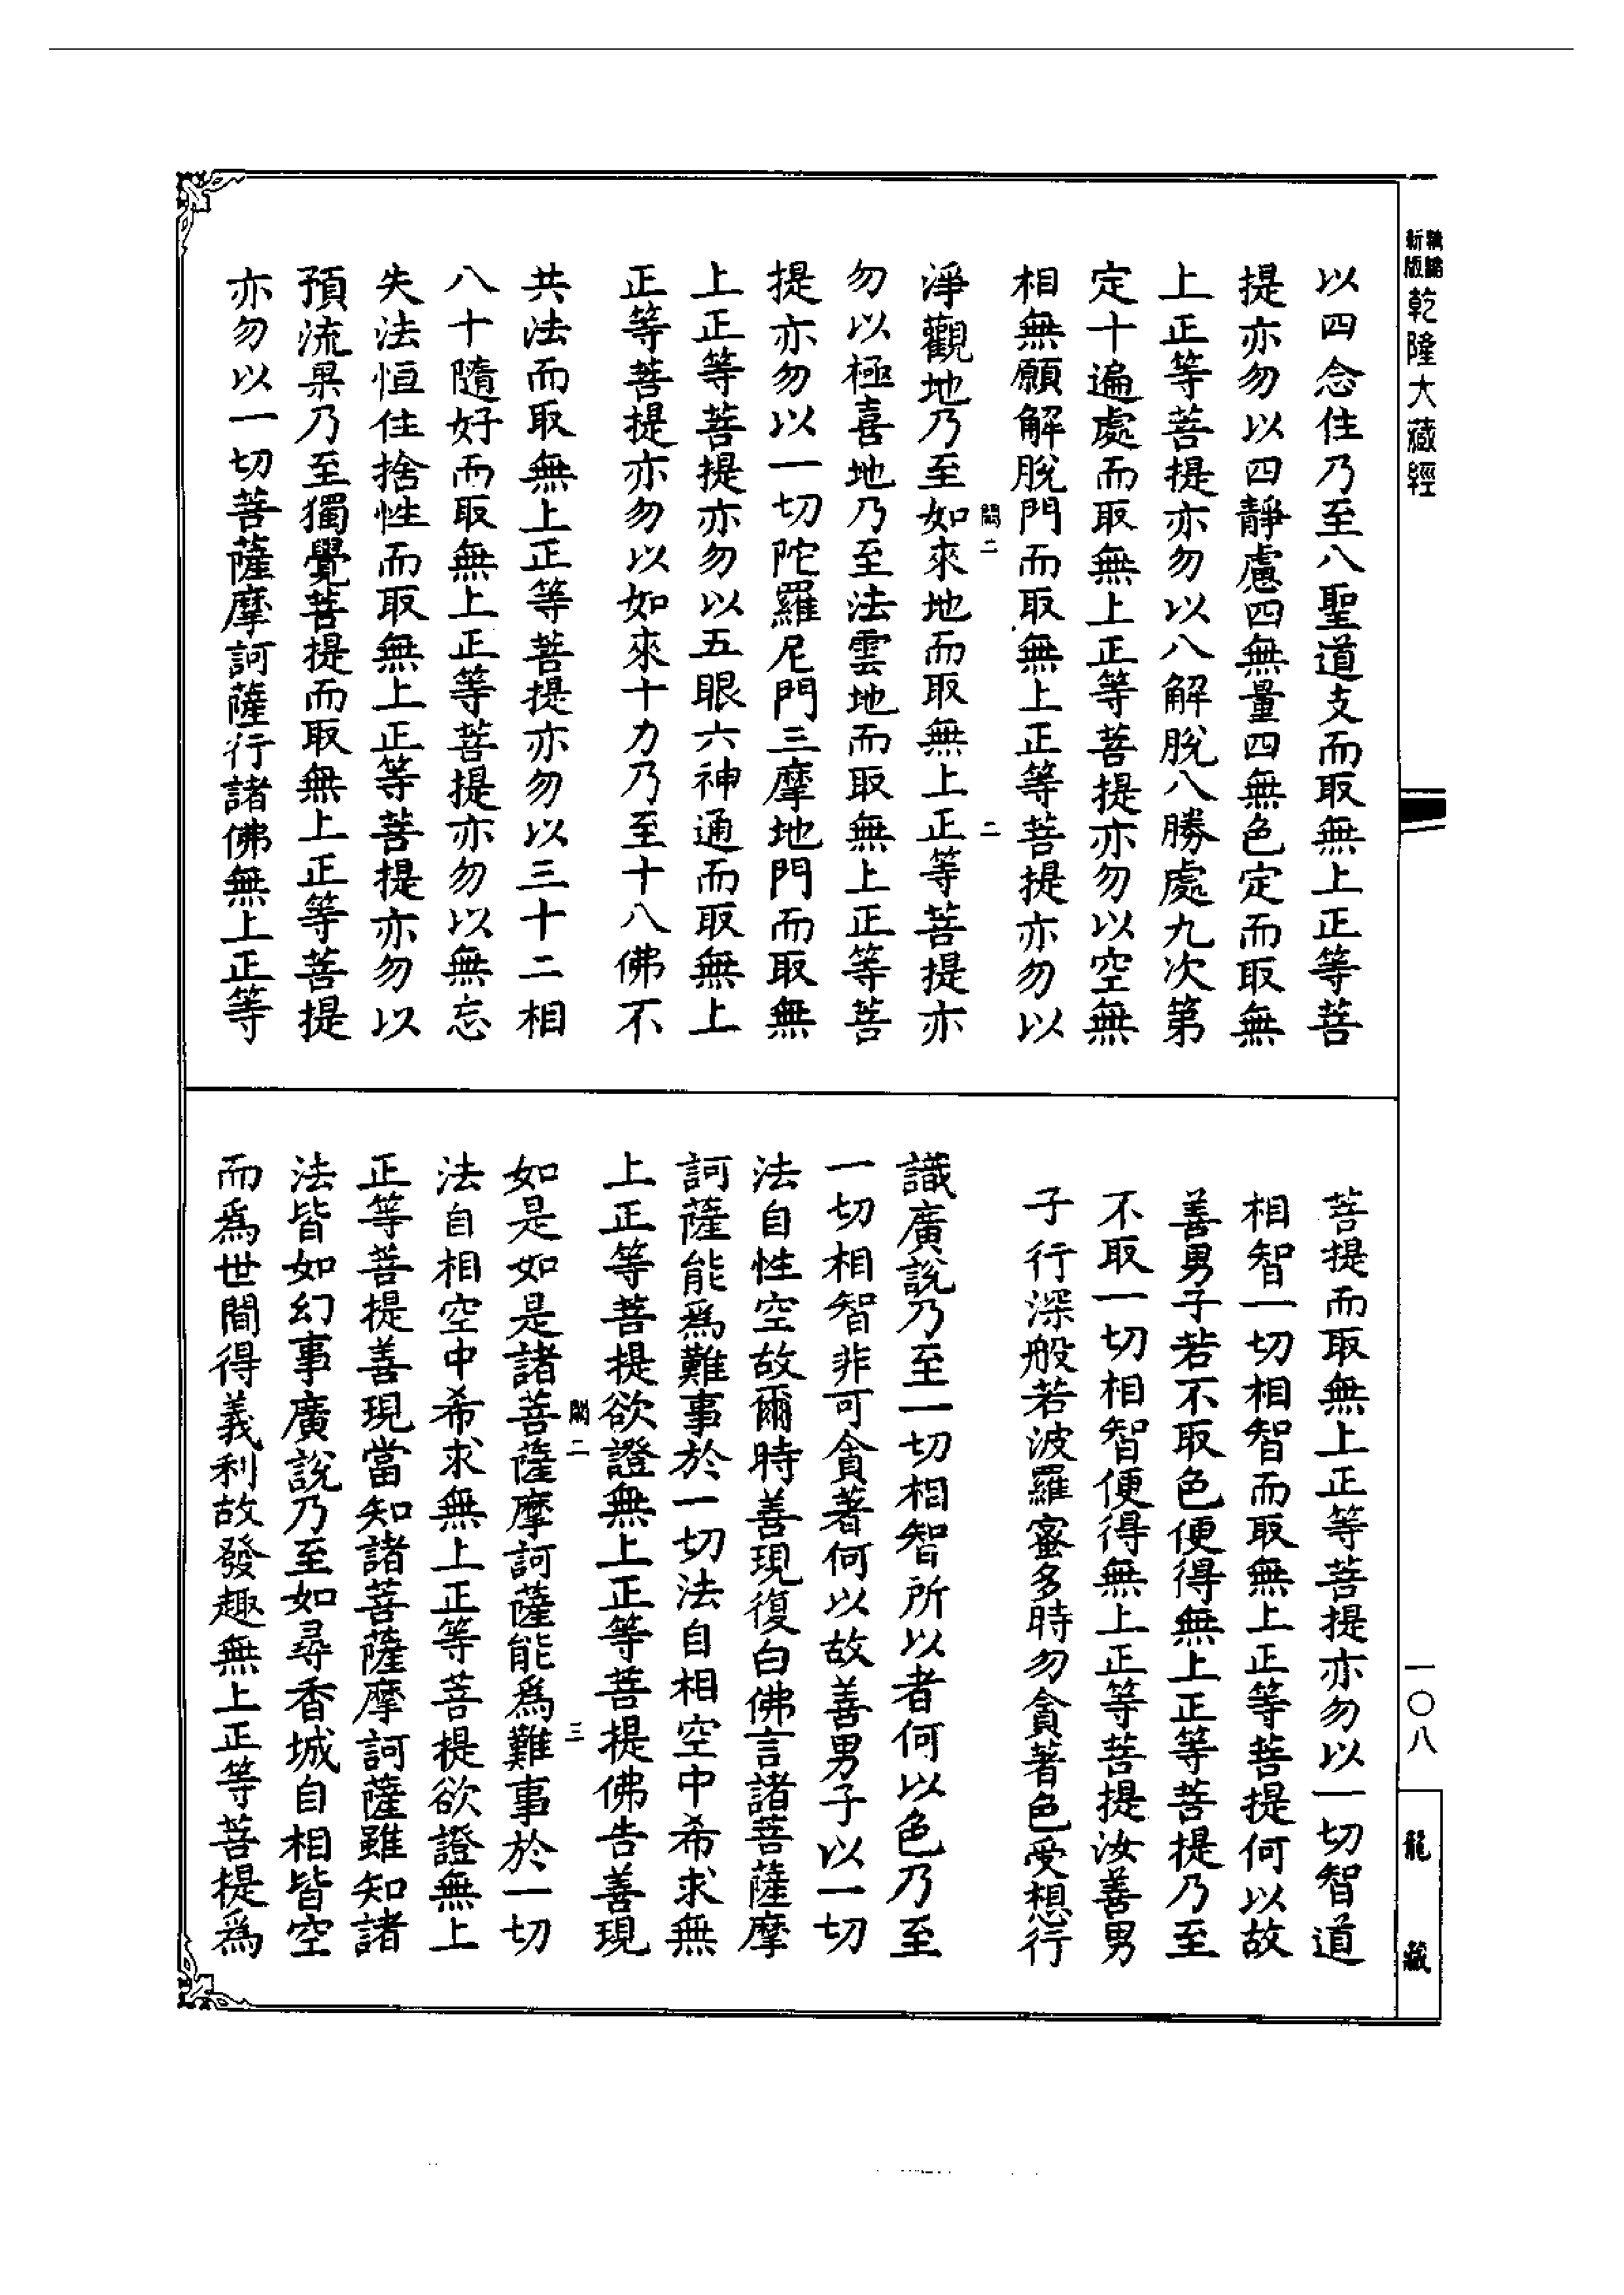 新版
精縮
乾隆大藏經
一〇八
龍藏
以四念住乃至八聖道支而取無上正等菩
提亦勿以四靜慮四無量四無色定而取無
上正等菩提亦勿以八解脫八勝處九次第
定十遍處而取無上正等菩提亦勿以空無
相無願解脫門而取無上正等菩提亦勿以
閣二 二
淨觀地乃至如來地而取無上正等菩提亦
勿以極喜地乃至法雲地而取無上正等菩
提亦勿以一切陀羅尼門三摩地門而取無
上正等菩提亦勿以五眼六神通而取無上
正等菩提亦勿以如來十力乃至十八佛不
共法而取無上正等菩提亦勿以三十二相
八十隨好而取無上正等菩提亦勿以無忘
失法恒住捨性而取無上正等菩提亦勿以
預流果乃至獨覺菩提而取無上正等菩提
亦勿以一切菩薩摩訶薩行諸佛無上正等
菩提而取無上正等菩提亦勿以一切智道
相智一切相智而取無上正等菩提何以故
善男子若不取色便得無上正等菩提乃至
不取一切相智便得無上正等菩提汝善男
子行深般若波羅蜜多時勿貪著色受想行
識廣說乃至一切相智所以者何以色乃至
一切相智非可貪著何以故善男子以一切
法自性空故爾時善現復白佛言諸菩薩摩
訶薩能為難事於一切法自相空中希求無
上正等菩提欲證無上正等菩提佛告善現
閣二 三
如是如是諸菩薩摩訶薩能為難事於一切
法自相空中希求無上正等菩提欲證無上
正等菩提善現當知諸菩薩摩訶薩雖知諸
法皆如幻事廣說乃至如尋香城自相皆空
而為世間得義利故發趣無上正等菩提為